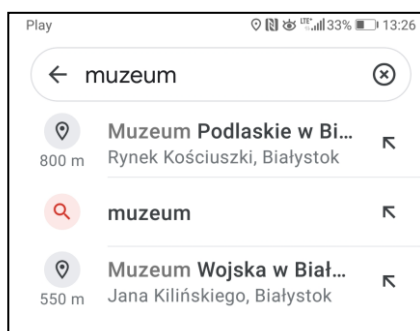 Play 33% 13:26
muzeum
Muzeum Podlaskie w Bi...
800 m Rynek Kościuszki, Białystok
muzeum
Muzeum Wojska w Biał...
550 m Jana Kilińskiego, Białystok